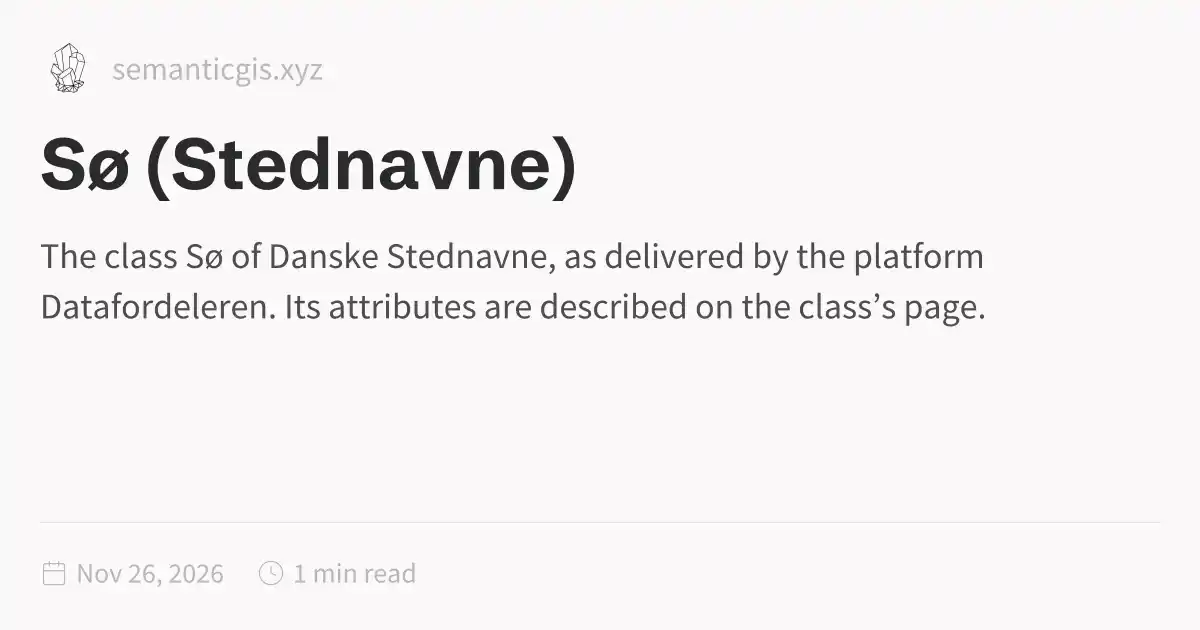 semanticgis.xyz
Sø (Stednavne)
The class Sø of Danske Stednavne, as delivered by the platform
Datafordeleren. Its attributes are described on the class’s page.
Nov 26, 2026 1 min read